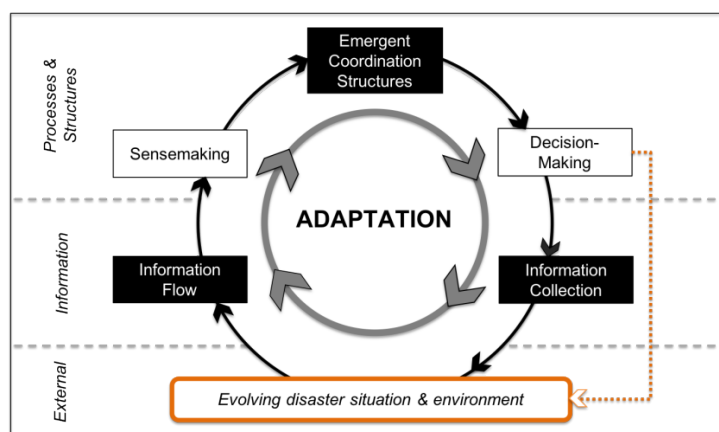 Processes &
Structures
Emergent
Coordination
Structures
Sensemaking
Decision-
Making
ADAPTATION
Information
Information
Flow
Information
Collection
External
Evolving disaster situation & environment